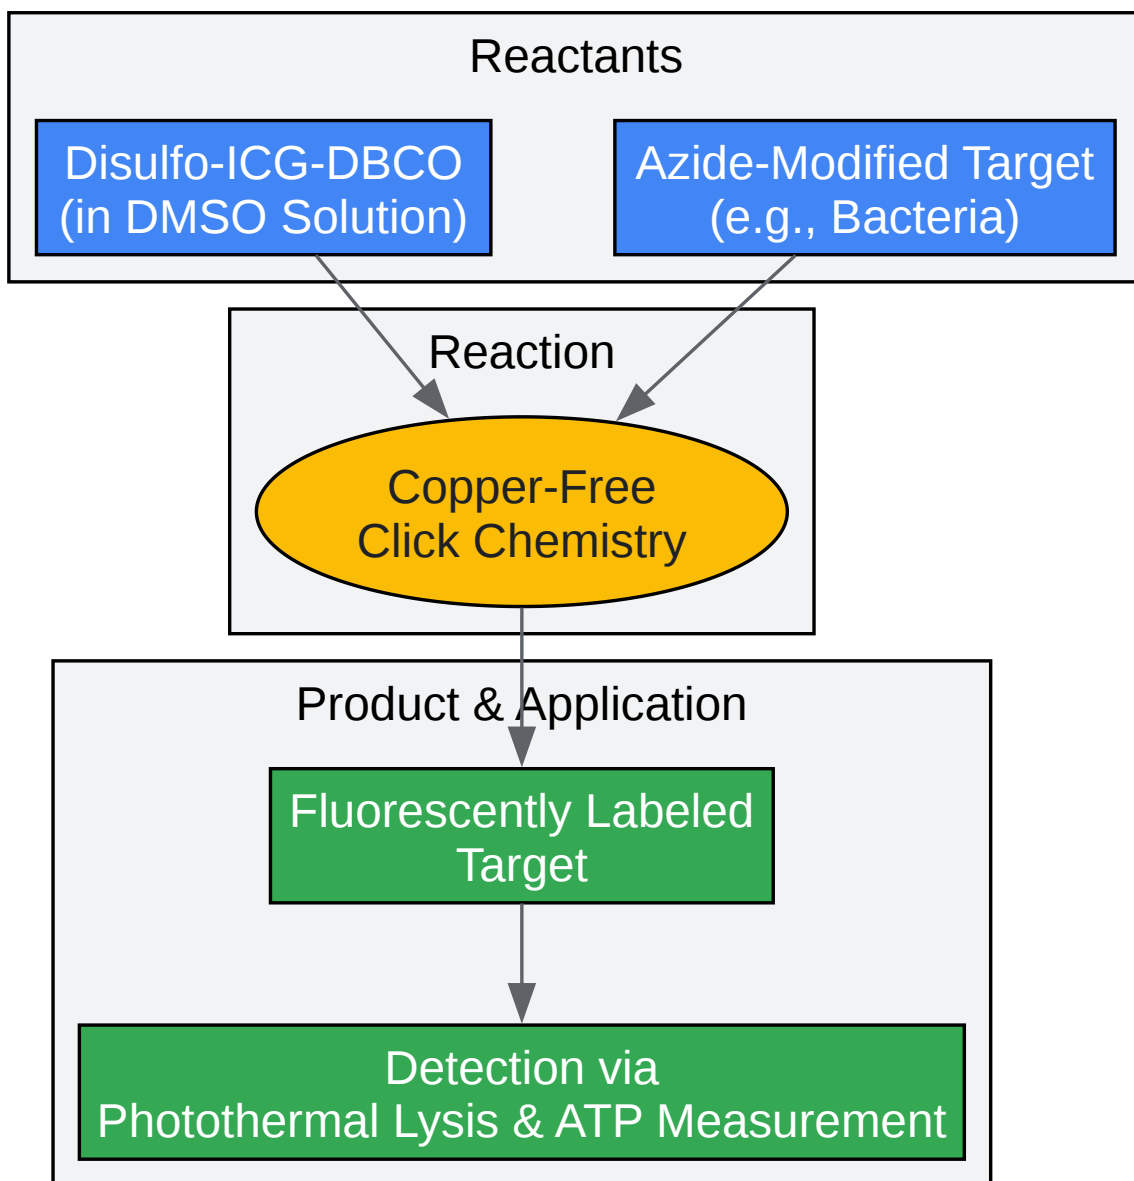 Reactants
Disulfo-ICG-DBCO
(in DMSO Solution)
Azide-Modified Target
(e.g., Bacteria)
Reaction
Copper-Free
Click Chemistry
Product & Application
Fluorescently Labeled
Target
Detection via
Photothermal Lysis & ATP Measurement